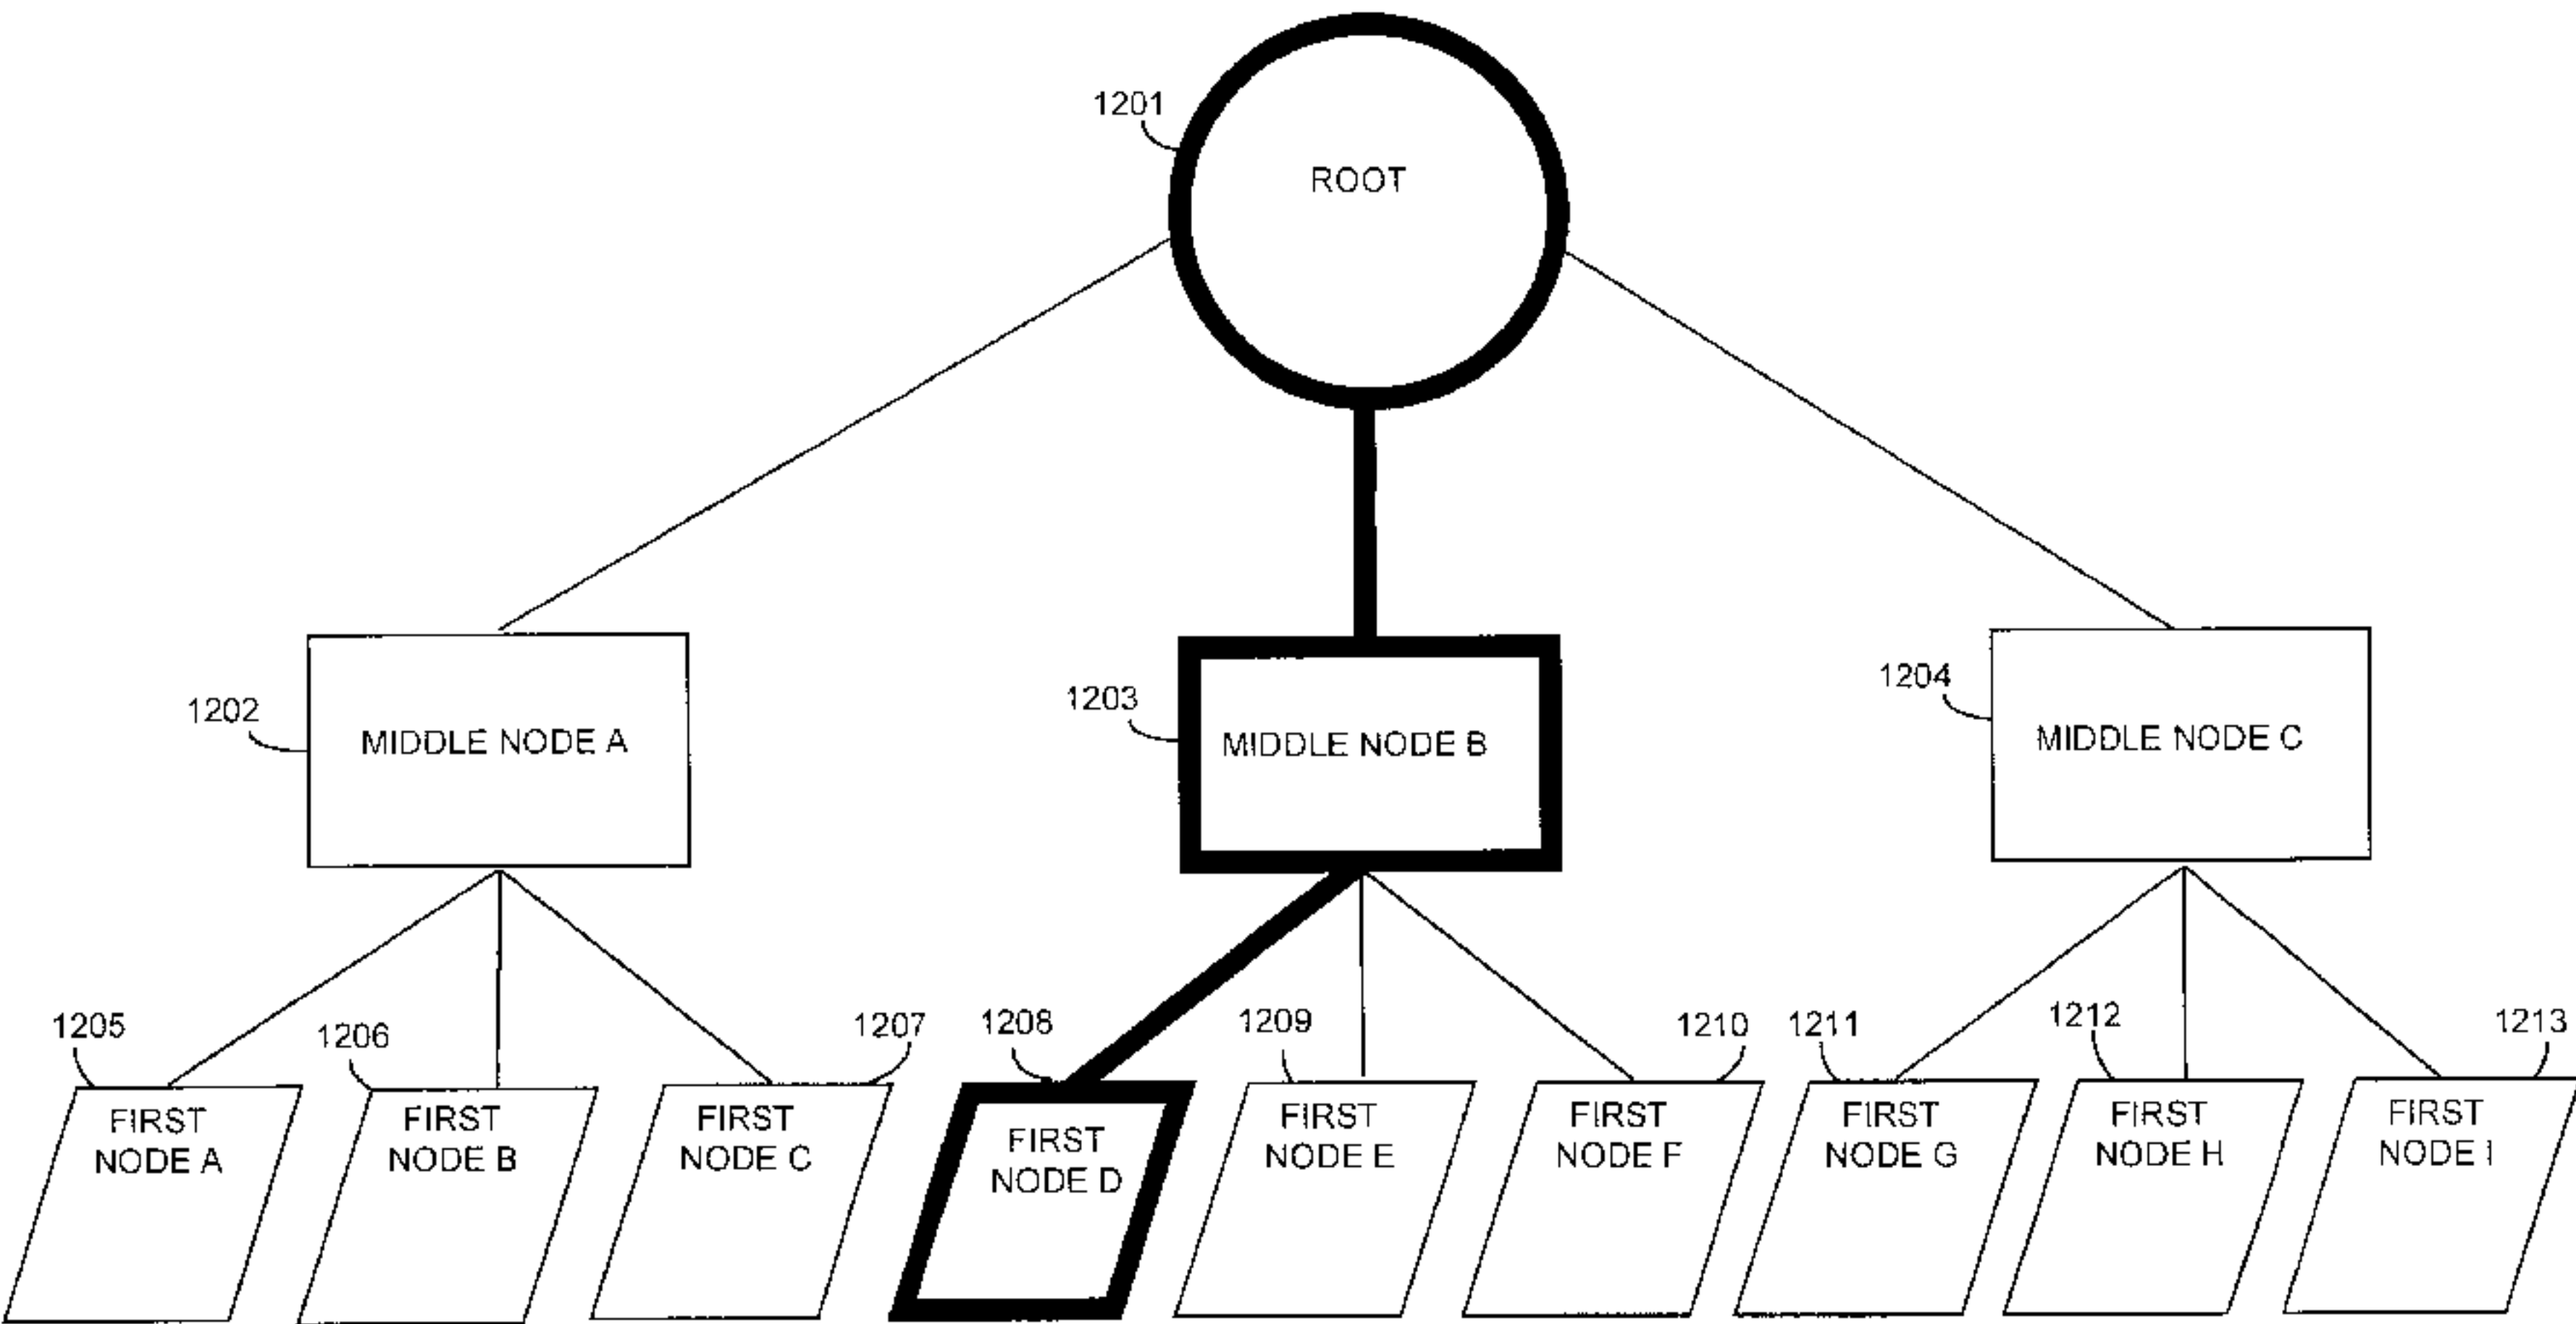 1201
ROOT
1202
MIDDLE NODE A
1203
MIDDLE NODE B
1204
MIDDLE NODE C
1205
FIRST
NODE A
1206
FIRST
NODE B
1207
FIRST
NODE C
1208
FIRST
NODE D
1209
FIRST
NODE E
1210
FIRST
NODE F
1211
FIRST
NODE G
1212
FIRST
NODE H
1213
FIRST
NODE I